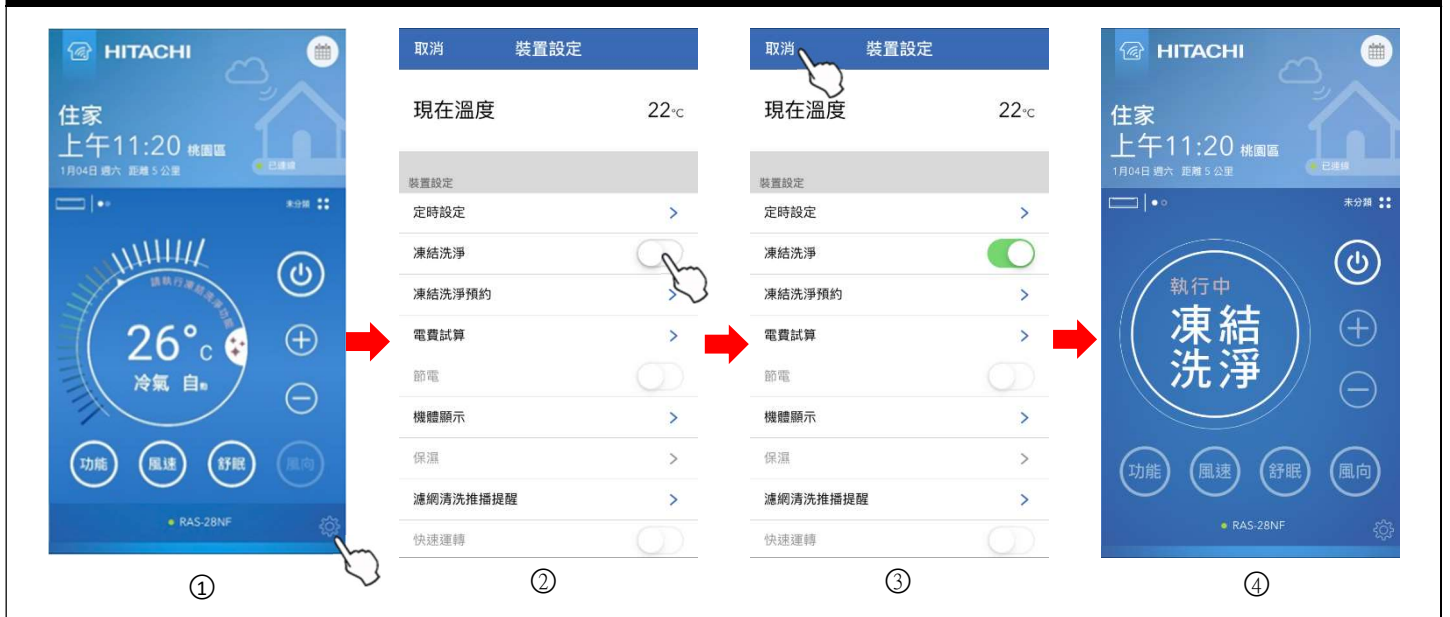 HITACHI
住家
上午11:20 桃園區
1月04日 週六 距離 5 公里
已連線
未分類
請執行凍結洗淨功能
26°C
冷氣 自動
功能
風速
舒眠
風向
RAS-28NF
①
取消 裝置設定
現在溫度 22°C
裝置設定
定時設定
凍結洗淨
凍結洗淨預約
電費試算
節電
機體顯示
保濕
濾網清洗推播提醒
快速運轉
②
取消 裝置設定
現在溫度 22°C
裝置設定
定時設定
凍結洗淨
凍結洗淨預約
電費試算
節電
機體顯示
保濕
濾網清洗推播提醒
快速運轉
③
HITACHI
住家
上午11:20 桃園區
1月04日 週六 距離 5 公里
已連線
未分類
執行中
凍結
洗淨
功能
風速
舒眠
風向
RAS-28NF
④